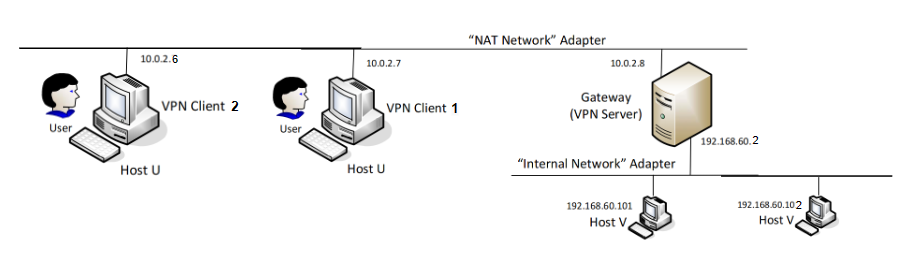 "NAT Network" Adapter
10.0.2.6
10.0.2.7
10.0.2.8
VPN Client 2
User
Host U
VPN Client 1
User
Host U
Gateway
(VPN Server)
192.168.60.2
"Internal Network" Adapter
192.168.60.101
Host V
192.168.60.102
Host V